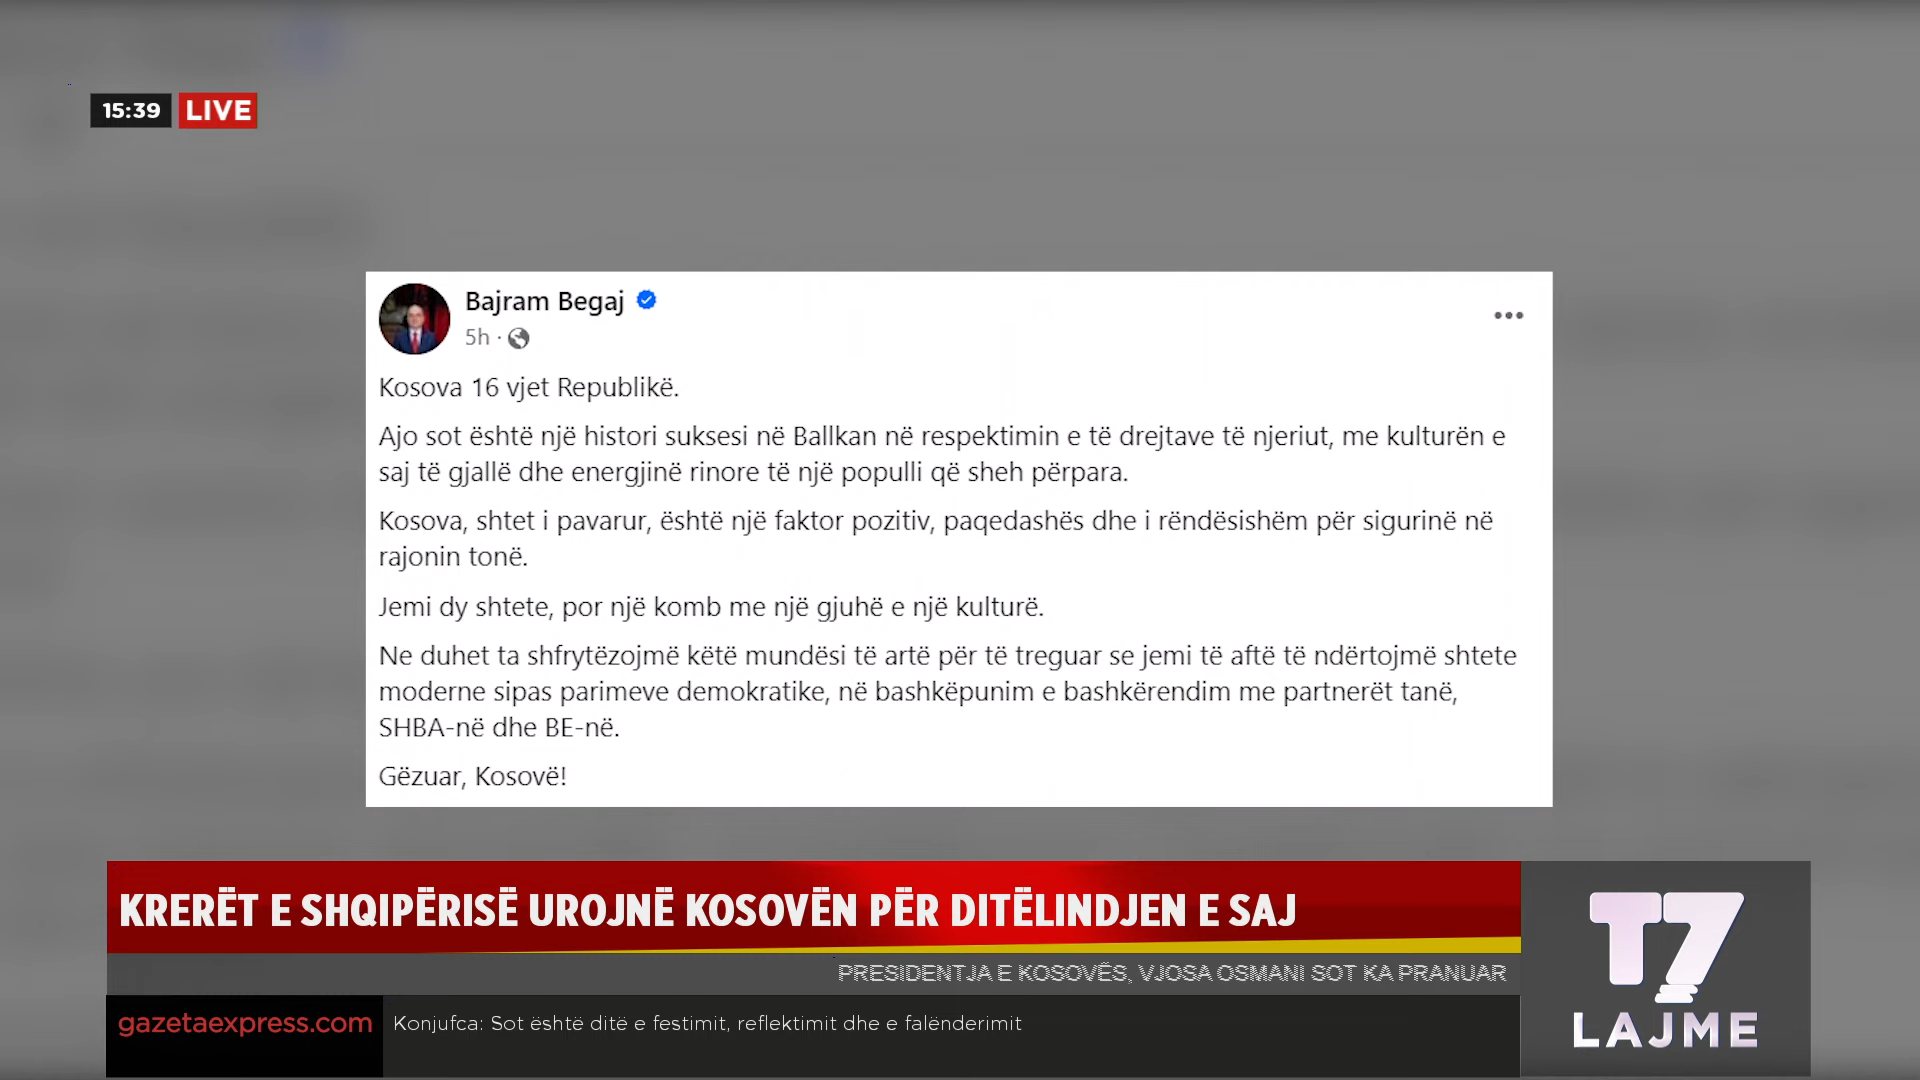 15:39 LIVE
Bajram Begaj
5h ·
Kosova 16 vjet Republikë.
Ajo sot është një histori suksesi në Ballkan në respektimin e të drejtave të njeriut, me kulturën e
saj të gjallë dhe energjinë rinore të një populli që sheh përpara.
Kosova, shtet i pavarur, është një faktor pozitiv, paqedashës dhe i rëndësishëm për sigurinë në
rajonin tonë.
Jemi dy shtete, por një komb me një gjuhë e një kulturë.
Ne duhet ta shfrytëzojmë këtë mundësi të artë për të treguar se jemi të aftë të ndërtojmë shtete
moderne sipas parimeve demokratike, në bashkëpunim e bashkërendim me partnerët tanë,
SHBA-në dhe BE-në.
Gëzuar, Kosovë!
KRERËT E SHQIPËRISË UROJNË KOSOVËN PËR DITËLINDJEN E SAJ
PRESIDENTJA E KOSOVËS, VJOSA OSMANI SOT KA PRANUAR
gazetaexpress.com Konjufca: Sot është ditë e festimit, reflektimit dhe e falënderimit
T7
LAJME